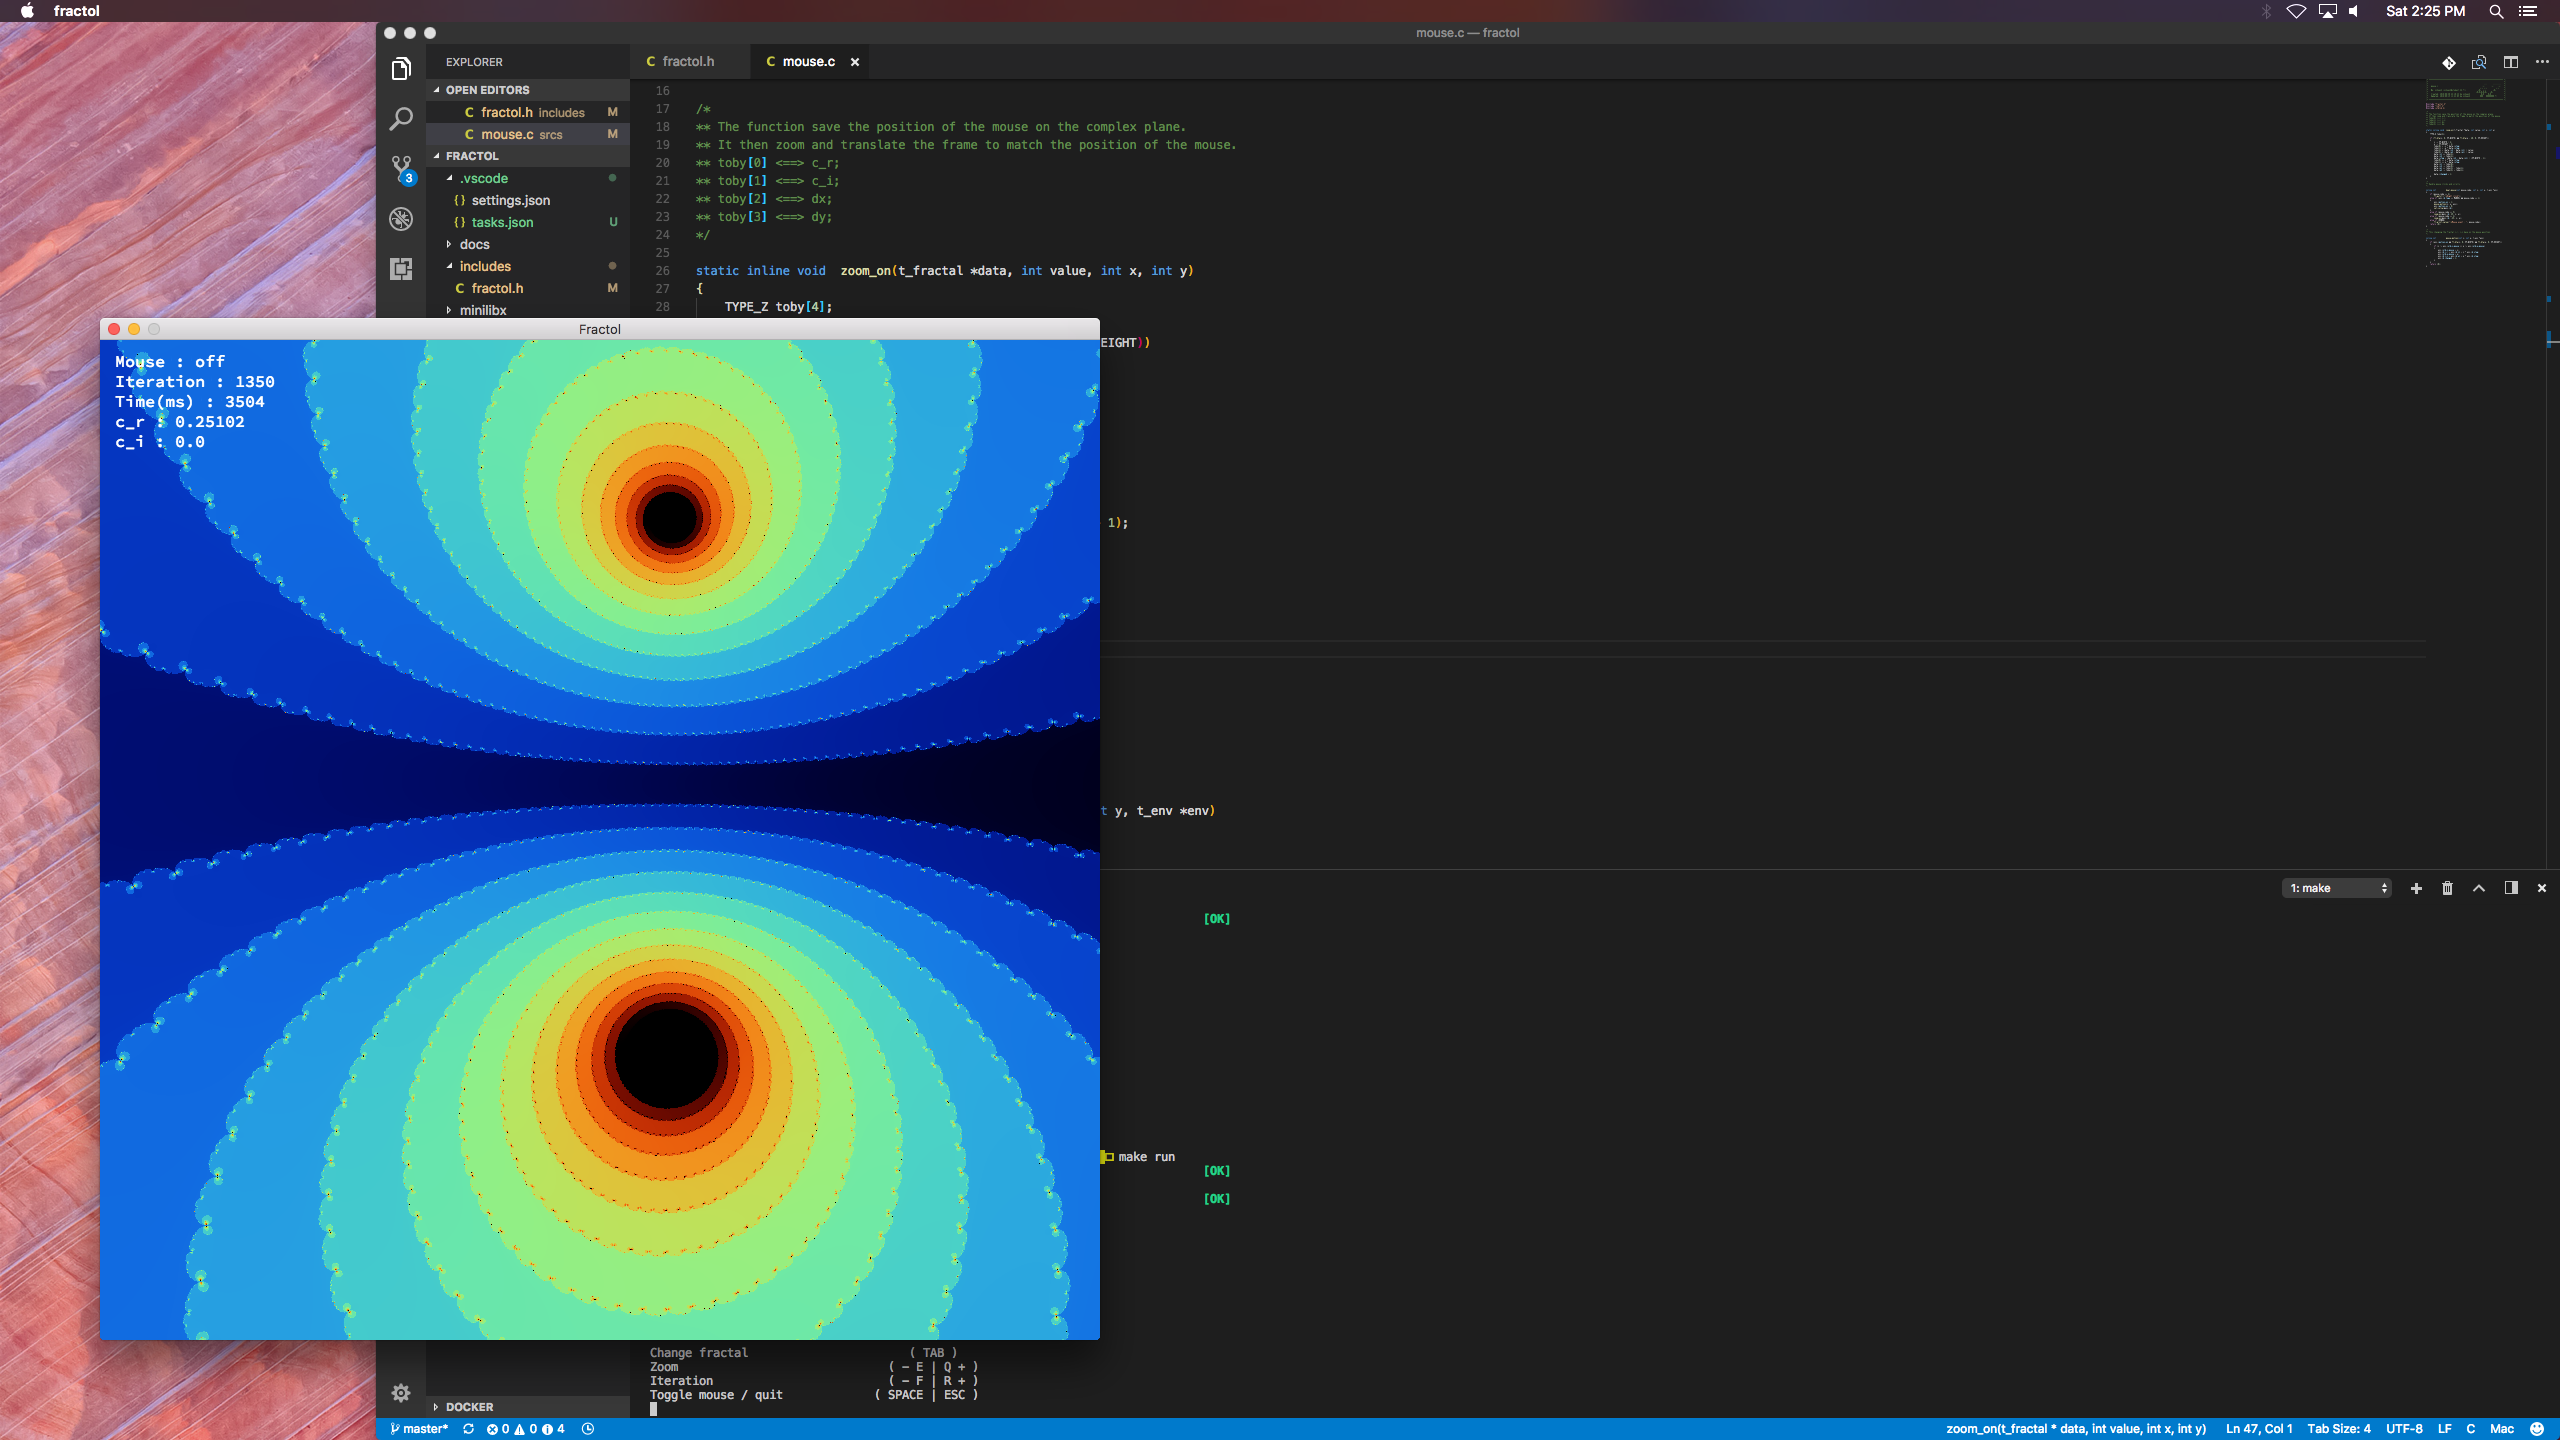 fractol
Sat 2:25 PM
mouse.c — fractol
EXPLORER
OPEN EDITORS
C fractol.h includes M
C mouse.c srcs M
FRACTOL
.vscode
{} settings.json
{} tasks.json U
docs
includes
C fractol.h M
minilibx
3
C fractol.h
C mouse.c
16
17 /*
18 ** The function save the position of the mouse on the complex plane.
19 ** It then zoom and translate the frame to match the position of the mouse.
20 ** toby[0] <==> c_r;
21 ** toby[1] <==> c_i;
22 ** toby[2] <==> dx;
23 ** toby[3] <==> dy;
24 */
25
26 static inline void zoom_on(t_fractal *data, int value, int x, int y)
27 {
28 TYPE_Z toby[4];
EIGHT))
1);
t y, t_env *env)
Fractol
Mouse : off
Iteration : 1350
Time(ms) : 3504
c_r : 0.25102
c_i : 0.0
1: make
[OK]
make run
[OK]
[OK]
Change fractal ( TAB )
Zoom ( - E | Q + )
Iteration ( - F | R + )
Toggle mouse / quit ( SPACE | ESC )
DOCKER
master* 0 0 4 zoom_on(t_fractal * data, int value, int x, int y) Ln 47, Col 1 Tab Size: 4 UTF-8 LF C Mac